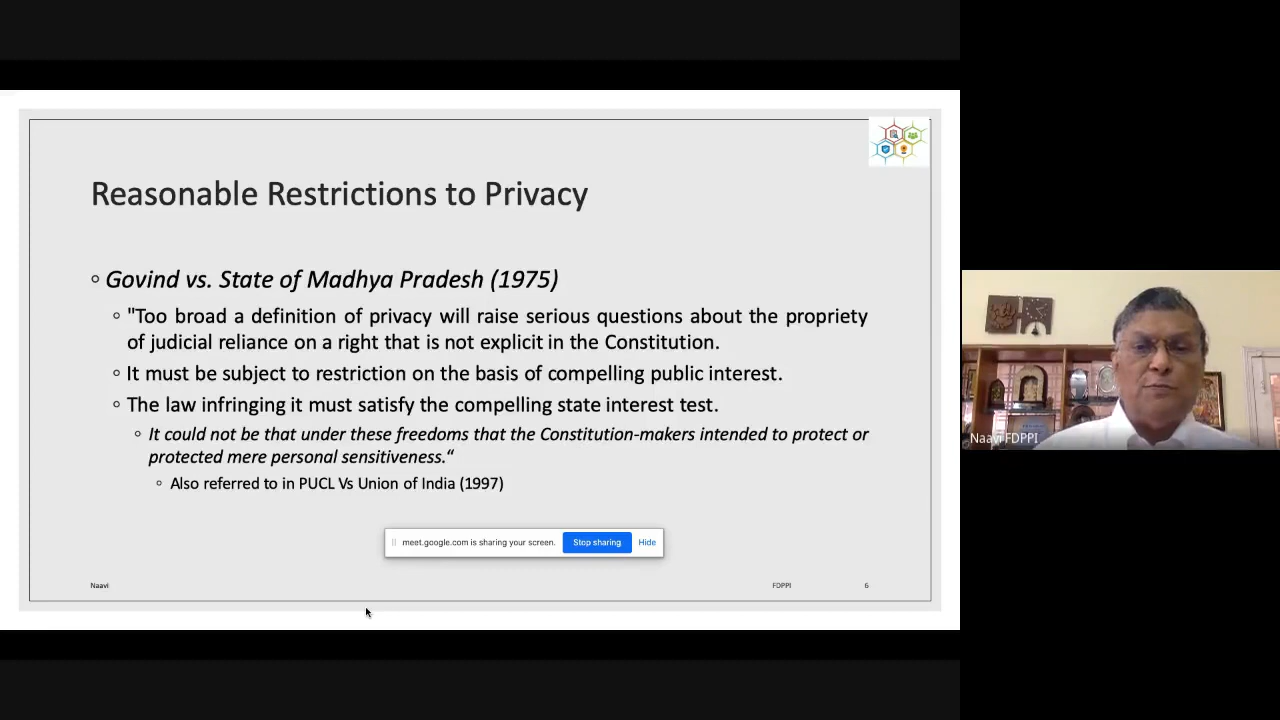 Reasonable Restrictions to Privacy
Govind vs. State of Madhya Pradesh (1975)
"Too broad a definition of privacy will raise serious questions about the propriety
of judicial reliance on a right that is not explicit in the Constitution.
It must be subject to restriction on the basis of compelling public interest.
The law infringing it must satisfy the compelling state interest test.
It could not be that under these freedoms that the Constitution-makers intended to protect or
protected mere personal sensitiveness.“
Also referred to in PUCL Vs Union of India (1997)
meet.google.com is sharing your screen. Stop sharing Hide
Naavi FDPPI 6
Naavi FDPPI